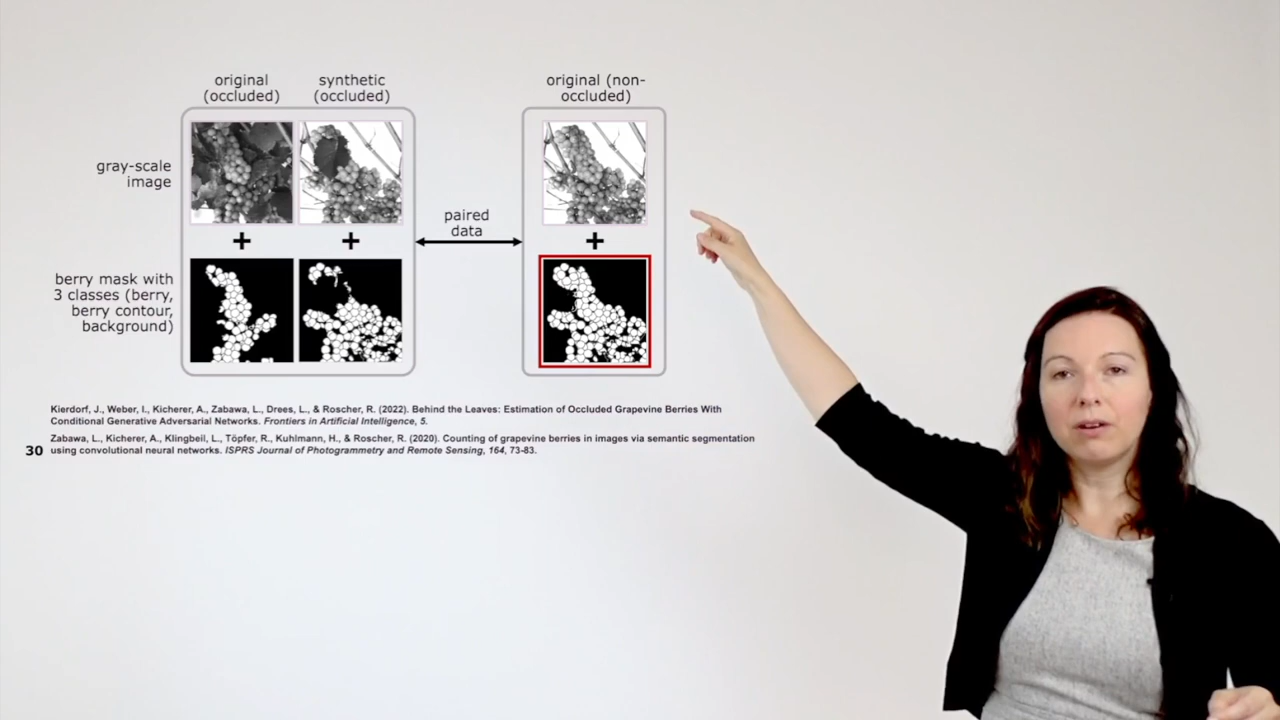 original
(occluded)
synthetic
(occluded)
original (non-
occluded)
gray-scale
image
paired
data
+
+
+
berry mask with
3 classes (berry,
berry contour,
background)
Kierdorf, J., Weber, I., Kicherer, A., Zabawa, L., Drees, L., & Roscher, R. (2022). Behind the Leaves: Estimation of Occluded Grapevine Berries With
Conditional Generative Adversarial Networks. Frontiers in Artificial Intelligence, 5.
Zabawa, L., Kicherer, A., Klingbeil, L., Töpfer, R., Kuhlmann, H., & Roscher, R. (2020). Counting of grapevine berries in images via semantic segmentation
30 using convolutional neural networks. ISPRS Journal of Photogrammetry and Remote Sensing, 164, 73-83.